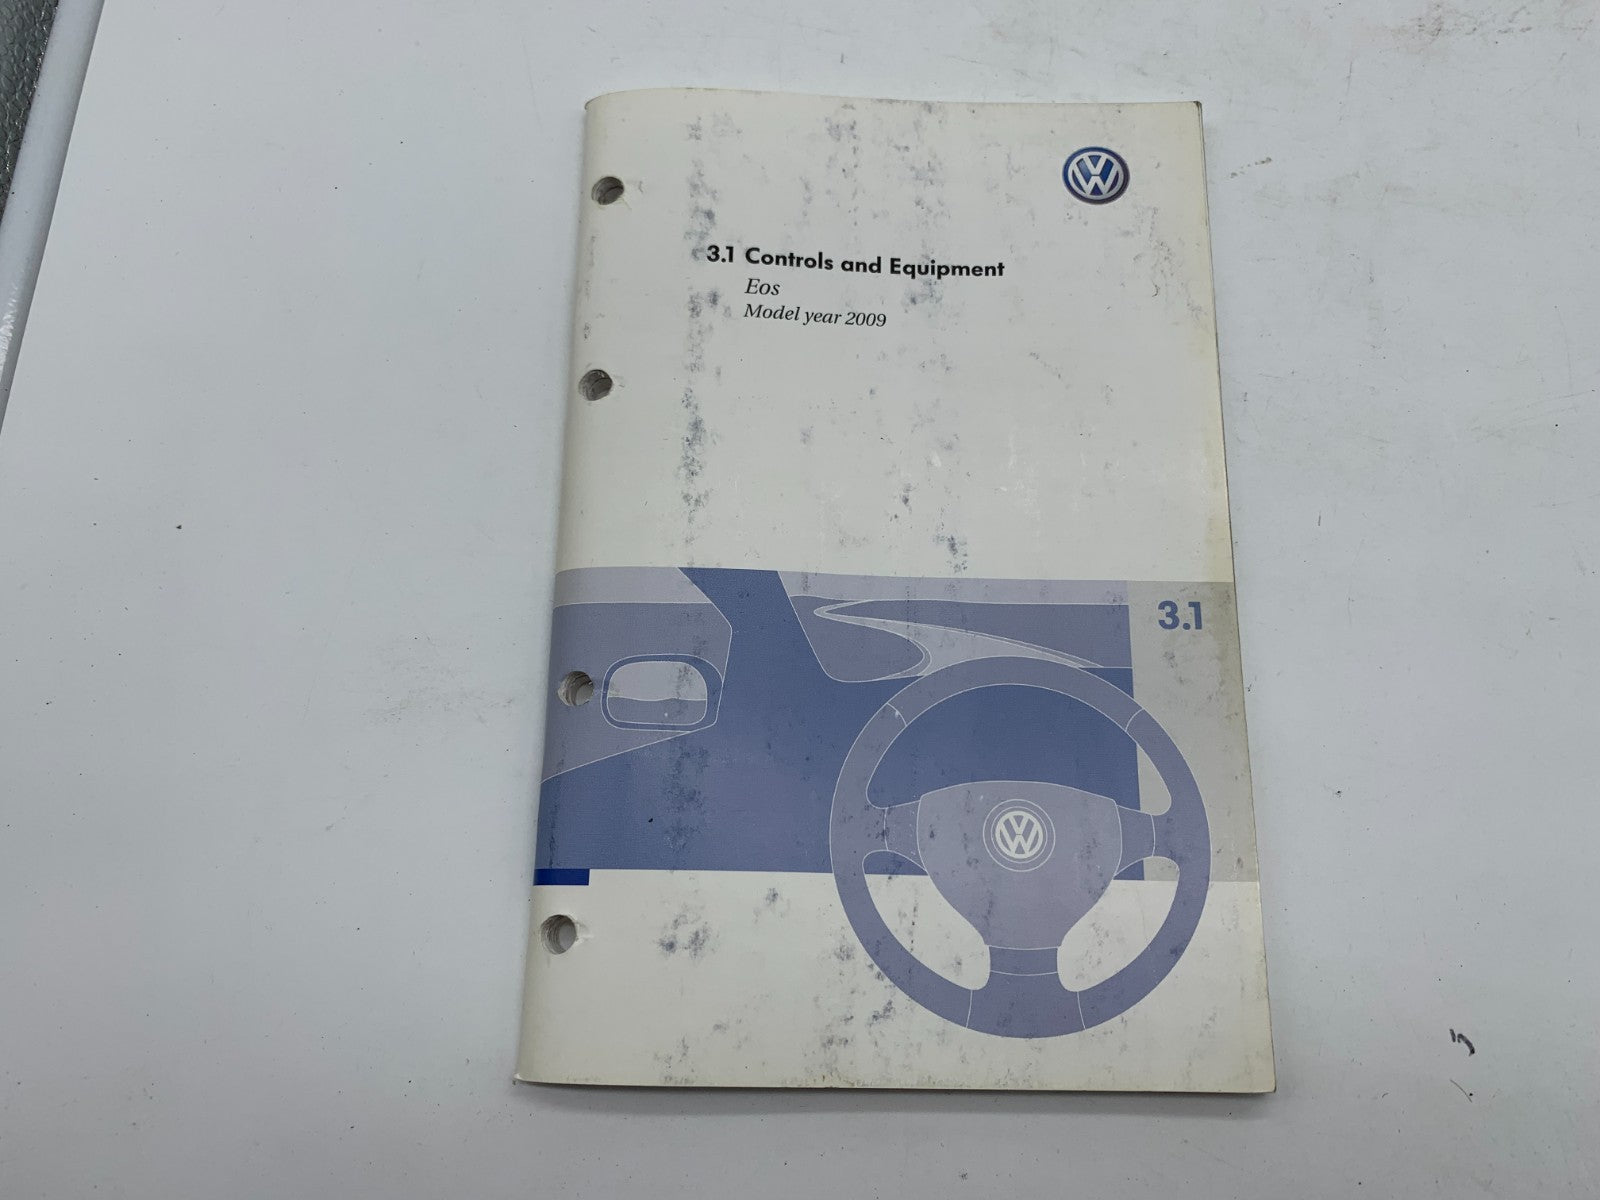 3.1 Controls and Equipment
Eos
Model year 2009
3.1